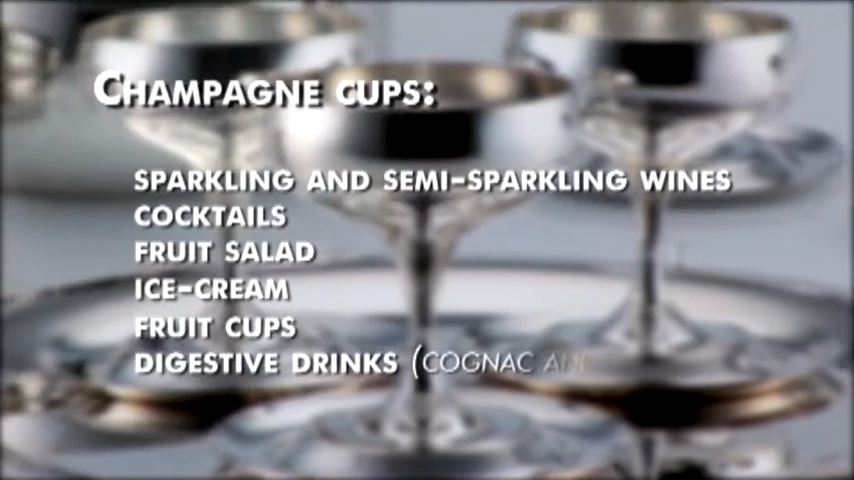 CHAMPAGNE CUPS:
SPARKLING AND SEMI-SPARKLING WINES
COCKTAILS
FRUIT SALAD
ICE-CREAM
FRUIT CUPS
DIGESTIVE DRINKS (COGNAC